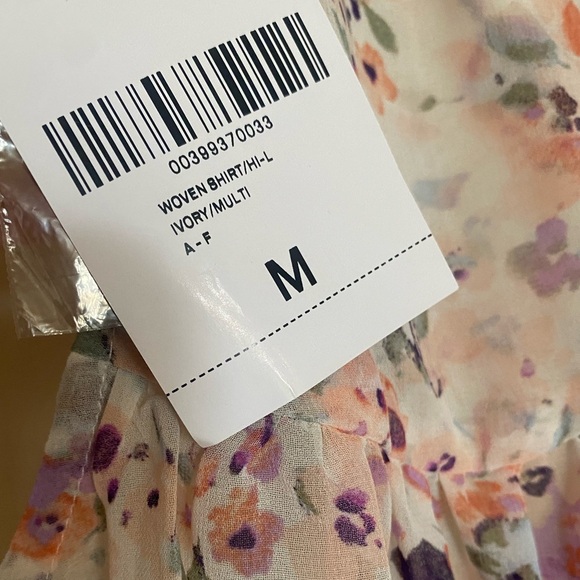 00399370033
WOVEN SHIRT/HI-L
IVORY/MULTI
A - F
M